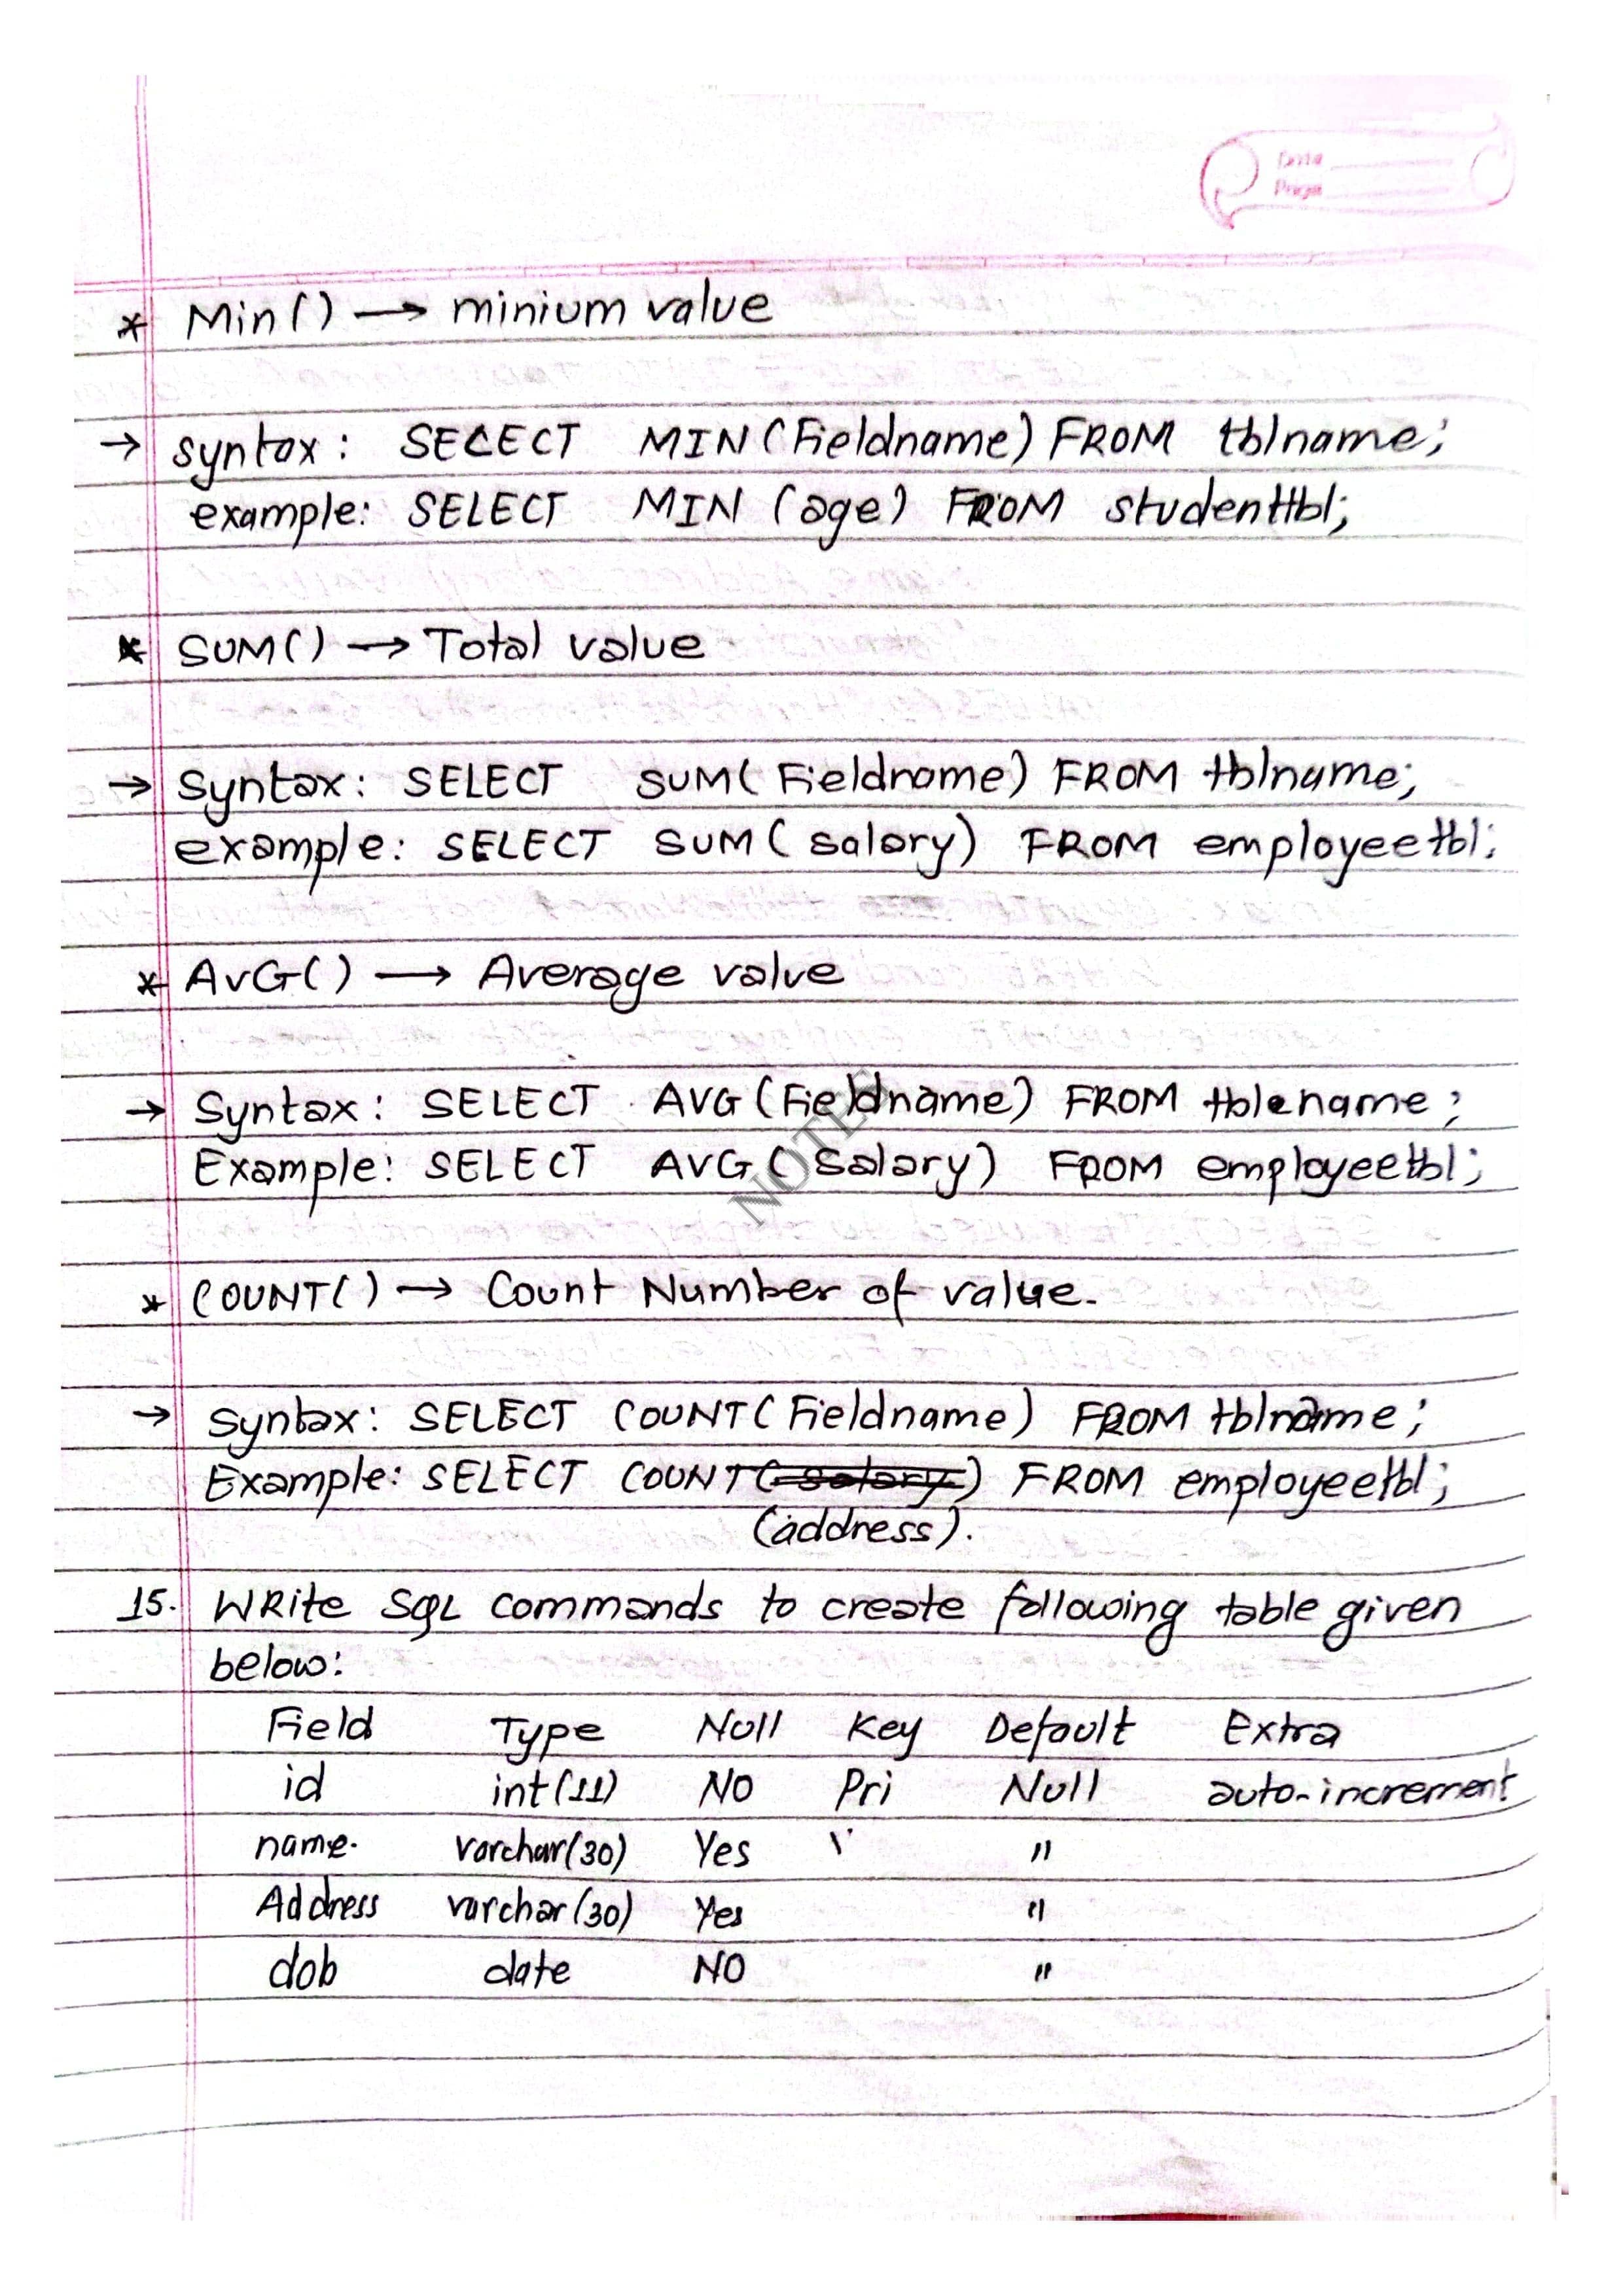 Date
Page
* Min() → minium value
→ syntax: SELECT MIN(Fieldname) FROM tblname;
example: SELECT MIN (age) FROM studenttbl;
* SUM() → Total value
→ Syntax: SELECT SUM(Fieldname) FROM tblname;
example: SELECT SUM(salary) FROM employeetbl;
* AVG() → Average value
→ Syntax: SELECT AVG(Fieldname) FROM tblename;
Example: SELECT AVG(Salary) FROM employeetbl;
NOTES
* COUNT() → Count Number of value.
→ Syntax: SELECT COUNT(Fieldname) FROM tblname;
Example: SELECT COUNT(salary) FROM employeetbl;
(address).
15. Write SQL commands to create following table given
below:
Field Type Null Key Default Extra
id int(11) NO Pri Null auto-increment
name. varchar(30) Yes "
Address varchar(30) Yes "
dob date NO "